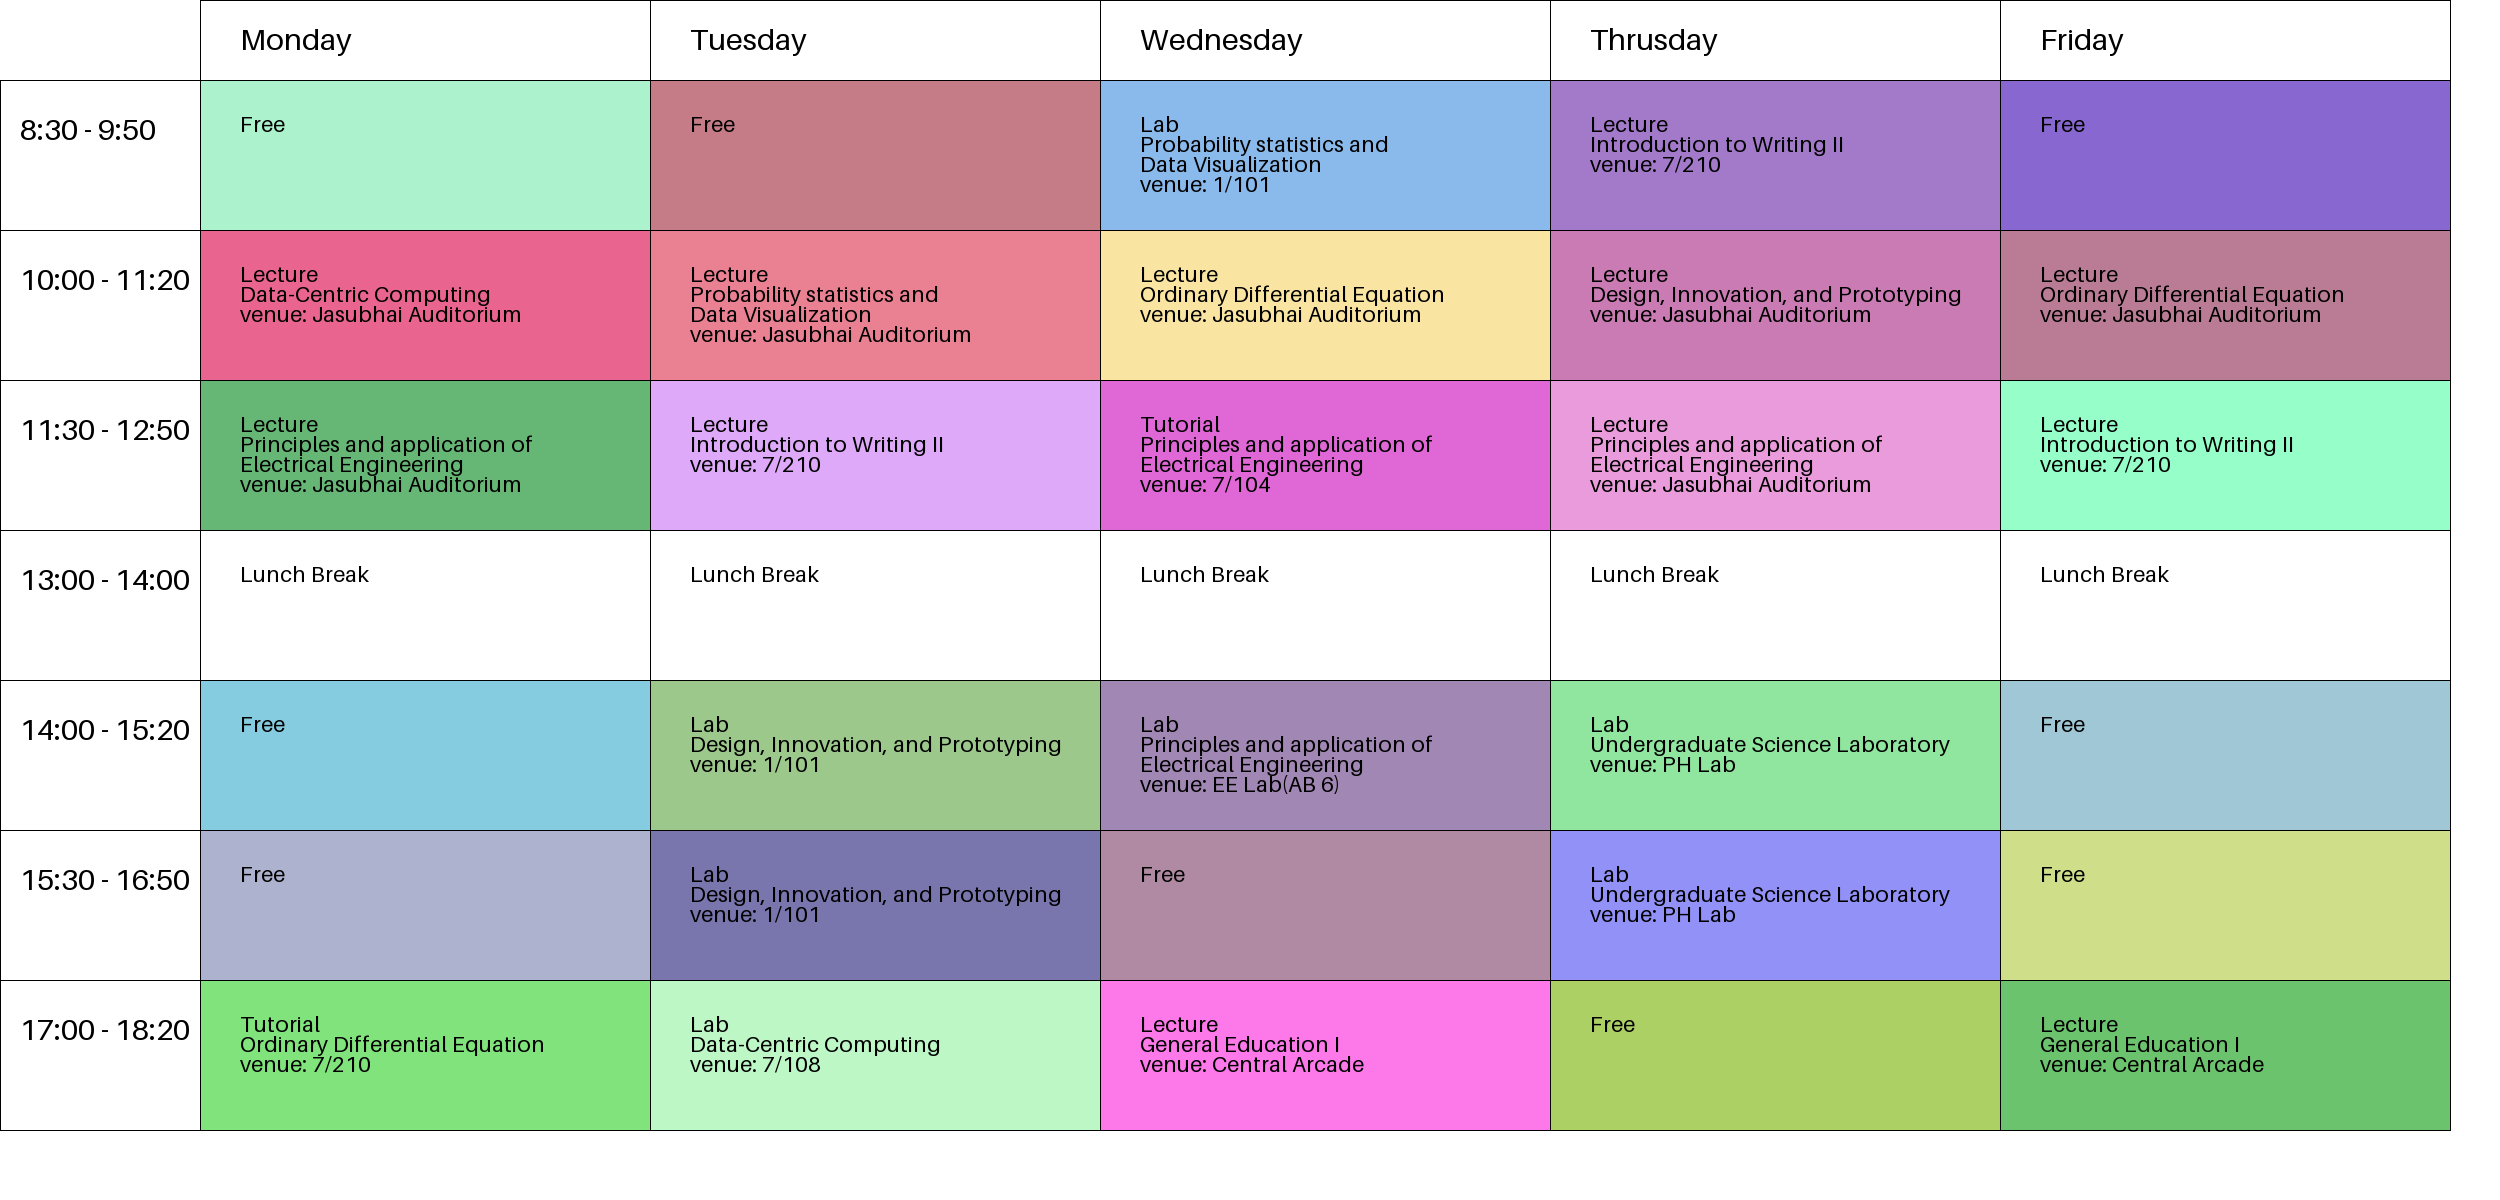 Monday
Tuesday
Wednesday
Thrusday
Friday
8:30 - 9:50
Free
Free
Lab
Probability statistics and
Data Visualization
venue: 1/101
Lecture
Introduction to Writing II
venue: 7/210
Free
10:00 - 11:20
Lecture
Data-Centric Computing
venue: Jasubhai Auditorium
Lecture
Probability statistics and
Data Visualization
venue: Jasubhai Auditorium
Lecture
Ordinary Differential Equation
venue: Jasubhai Auditorium
Lecture
Design, Innovation, and Prototyping
venue: Jasubhai Auditorium
Lecture
Ordinary Differential Equation
venue: Jasubhai Auditorium
11:30 - 12:50
Lecture
Principles and application of
Electrical Engineering
venue: Jasubhai Auditorium
Lecture
Introduction to Writing II
venue: 7/210
Tutorial
Principles and application of
Electrical Engineering
venue: 7/104
Lecture
Principles and application of
Electrical Engineering
venue: Jasubhai Auditorium
Lecture
Introduction to Writing II
venue: 7/210
13:00 - 14:00
Lunch Break
Lunch Break
Lunch Break
Lunch Break
Lunch Break
14:00 - 15:20
Free
Lab
Design, Innovation, and Prototyping
venue: 1/101
Lab
Principles and application of
Electrical Engineering
venue: EE Lab(AB 6)
Lab
Undergraduate Science Laboratory
venue: PH Lab
Free
15:30 - 16:50
Free
Lab
Design, Innovation, and Prototyping
venue: 1/101
Free
Lab
Undergraduate Science Laboratory
venue: PH Lab
Free
17:00 - 18:20
Tutorial
Ordinary Differential Equation
venue: 7/210
Lab
Data-Centric Computing
venue: 7/108
Lecture
General Education I
venue: Central Arcade
Free
Lecture
General Education I
venue: Central Arcade